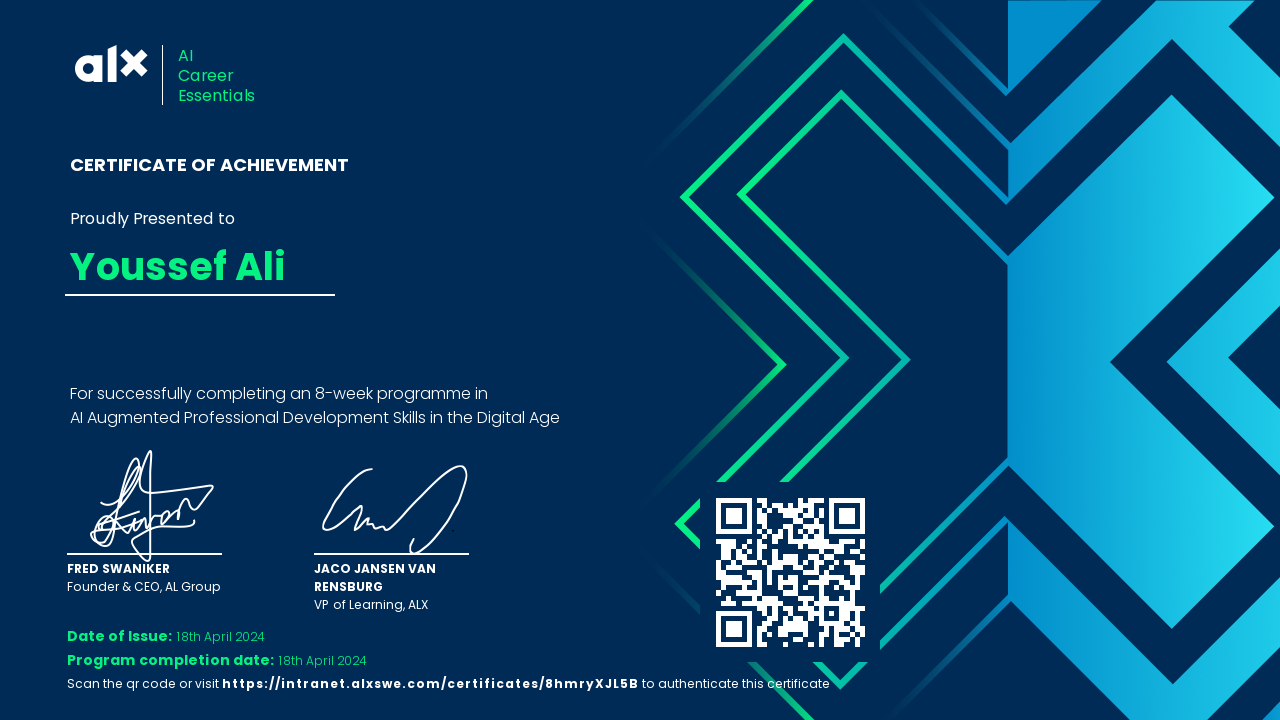 alx
AI
Career
Essentials
CERTIFICATE OF ACHIEVEMENT
Proudly Presented to
Youssef Ali
For successfully completing an 8-week programme in
AI Augmented Professional Development Skills in the Digital Age
FRED SWANIKER
Founder & CEO, AL Group
JACO JANSEN VAN
RENSBURG
VP of Learning, ALX
Date of Issue: 18th April 2024
Program completion date: 18th April 2024
Scan the qr code or visit https://intranet.alxswe.com/certificates/8hmryXJL5B to authenticate this certificate